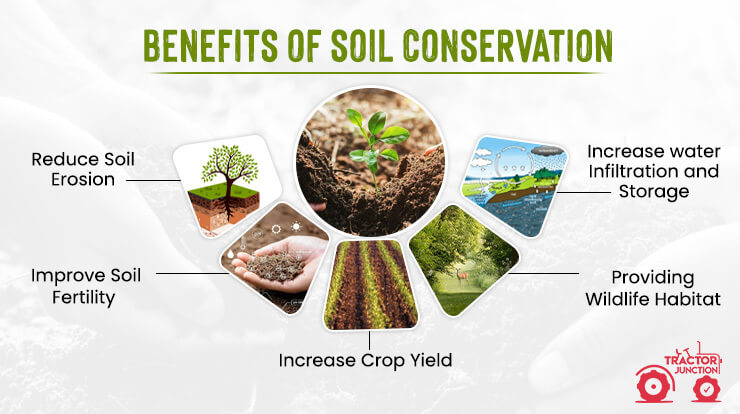 BENEFITS OF SOIL CONSERVATION
Reduce Soil
Erosion
Improve Soil
Fertility
Increase Crop Yield
Increase water
Infiltration and
Storage
Providing
Wildlife Habitat
TRACTOR
JUNCTION